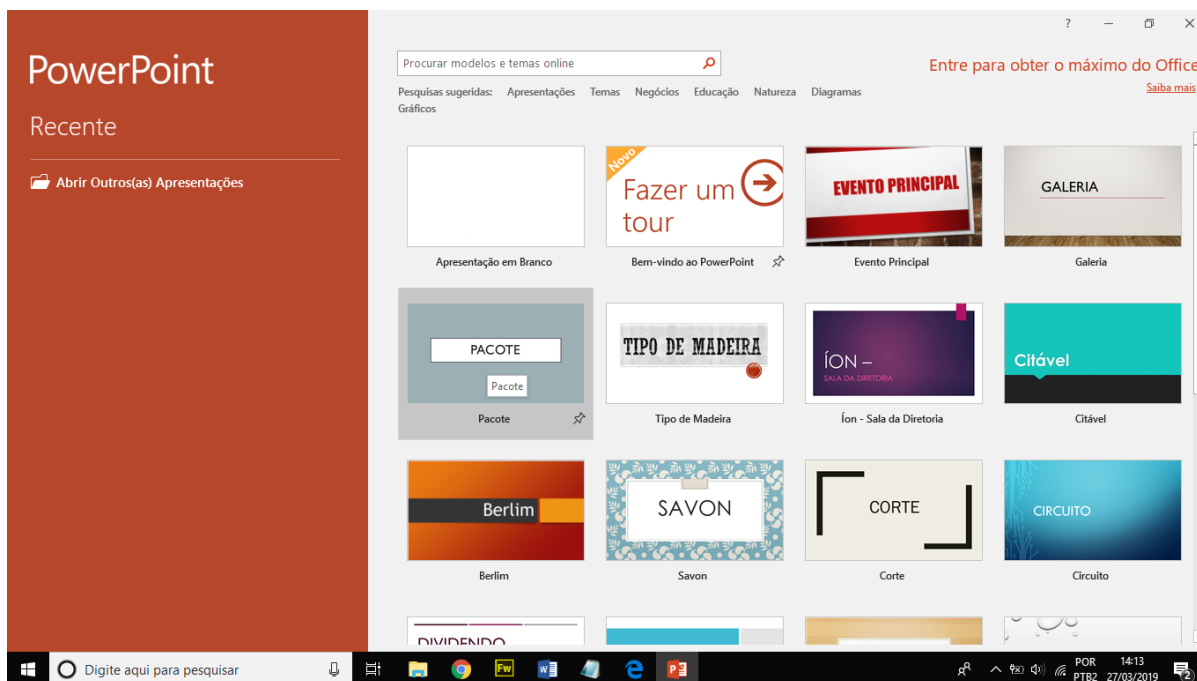 ?
PowerPoint
Recente
Abrir Outros(as) Apresentações
Procurar modelos e temas online
Entre para obter o máximo do Office
Saiba mais
Pesquisas sugeridas: Apresentações Temas Negócios Educação Natureza Diagramas
Gráficos
Apresentação em Branco
Novo
Fazer um
tour
Bem-vindo ao PowerPoint
EVENTO PRINCIPAL
Evento Principal
GALERIA
Galeria
PACOTE
Pacote
Pacote
TIPO DE MADEIRA
Tipo de Madeira
ÍON –
SALA DA DIRETORIA
Íon - Sala da Diretoria
Citável
Citável
Berlim
Berlim
SAVON
Savon
CORTE
Corte
CIRCUITO
Circuito
DIVIDENDO
Digite aqui para pesquisar
Fw
POR
PTB2
14:13
27/03/2019
2